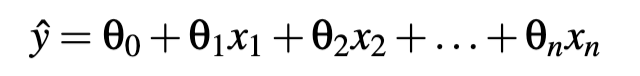 ŷ = θ₀ + θ₁x₁ + θ₂x₂ + … + θₙxₙ